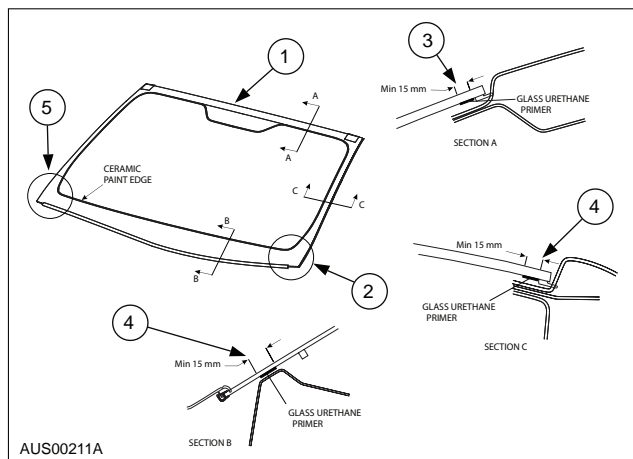 1
A
3
Min 15 mm
GLASS URETHANE
PRIMER
SECTION A
A
5
CERAMIC
PAINT EDGE
C
C
B
B
2
4
Min 15 mm
GLASS URETHANE
PRIMER
SECTION C
4
Min 15 mm
GLASS URETHANE
PRIMER
SECTION B
AUS00211A